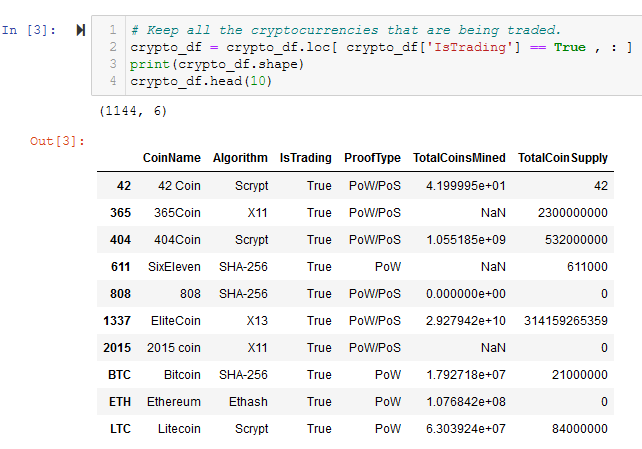 In [3]:
1 # Keep all the cryptocurrencies that are being traded.
2 crypto_df = crypto_df.loc[ crypto_df['IsTrading'] == True , : ]
3 print(crypto_df.shape)
4 crypto_df.head(10)
(1144, 6)
Out[3]:
CoinName Algorithm IsTrading ProofType TotalCoinsMined TotalCoinSupply
42 42 Coin Scrypt True PoW/PoS 4.199995e+01 42
365 365Coin X11 True PoW/PoS NaN 2300000000
404 404Coin Scrypt True PoW/PoS 1.055185e+09 532000000
611 SixEleven SHA-256 True PoW NaN 611000
808 808 SHA-256 True PoW/PoS 0.000000e+00 0
1337 EliteCoin X13 True PoW/PoS 2.927942e+10 314159265359
2015 2015 coin X11 True PoW/PoS NaN 0
BTC Bitcoin SHA-256 True PoW 1.792718e+07 21000000
ETH Ethereum Ethash True PoW 1.076842e+08 0
LTC Litecoin Scrypt True PoW 6.303924e+07 84000000